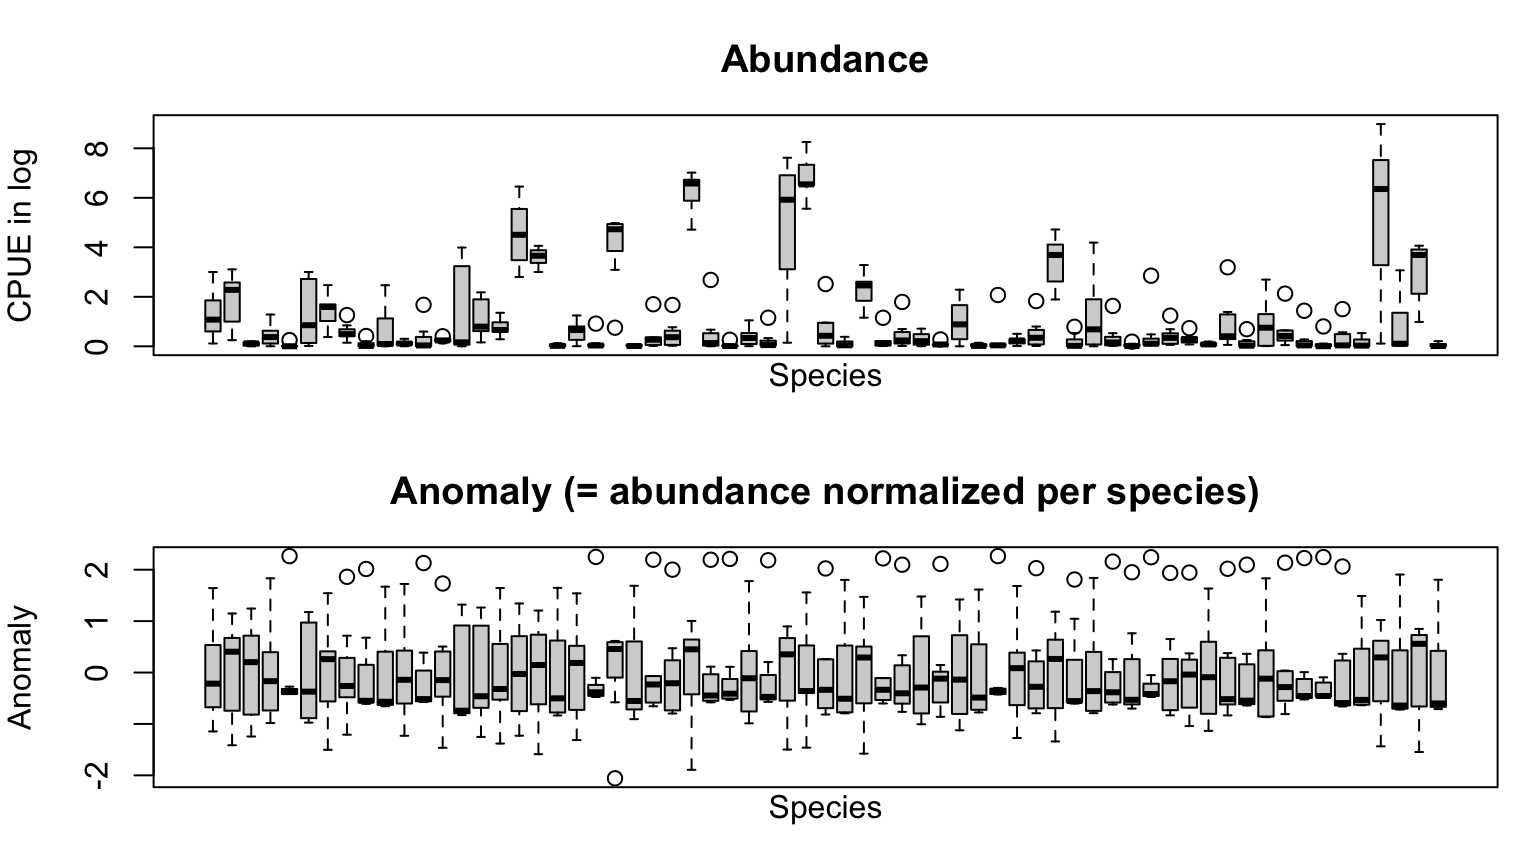 Abundance
CPUE in log
8
6
4
2
0
Species
Anomaly (= abundance normalized per species)
Anomaly
2
1
0
-2
Species